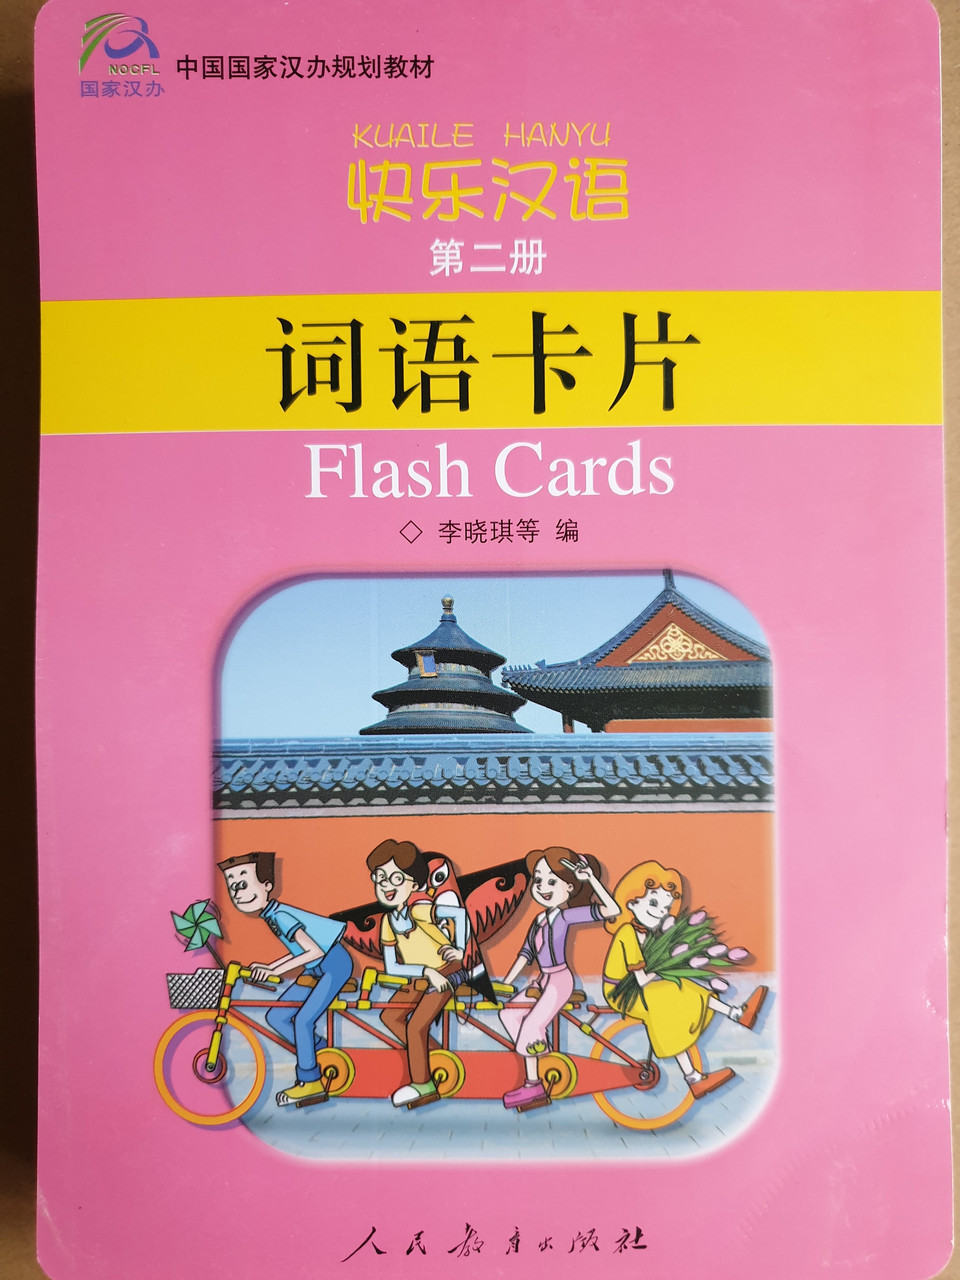 NOCFL
国家汉办
中国国家汉办规划教材
KUAILE HANYU
快乐汉语
第二册
词语卡片
Flash Cards
◇ 李晓琪等 编
人民教育出版社